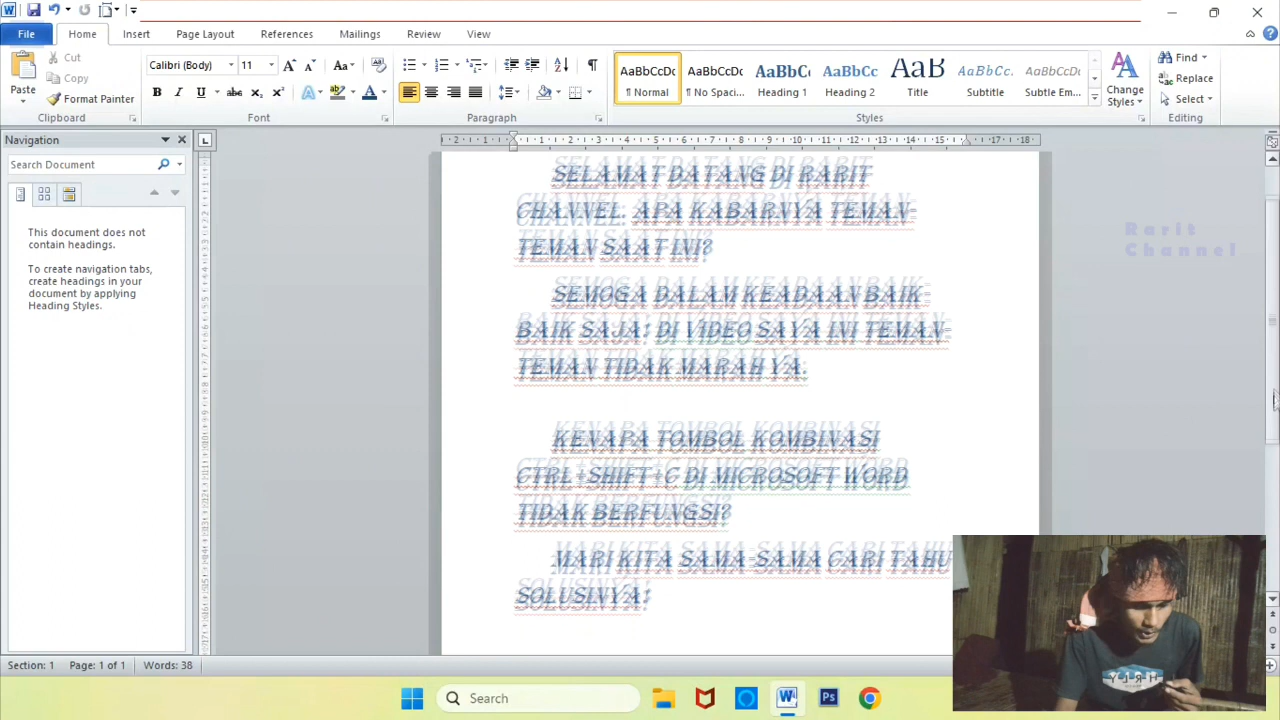 File Home Insert Page Layout References Mailings Review View
Cut
Copy
Paste
Format Painter
Clipboard
Calibri (Body) 11
Font
Paragraph
AaBbCcDc AaBbCcDc AaBbCc AaBbCc AaB AaBbCc. AaBbCcDc
¶ Normal ¶ No Spaci... Heading 1 Heading 2 Title Subtitle Subtle Em...
Styles
Change Styles
Find
Replace
Select
Editing
Navigation
Search Document
This document does not
contain headings.
To create navigation tabs,
create headings in your
document by applying
Heading Styles.
SELAMAT DATANG DI RARIT
CHANNEL. APA KABARNYA TEMAN-
TEMAN SAAT INI?
SEMOGA DALAM KEADAAN BAIK-
BAIK SAJA! DI VIDEO SAYA INI TEMAN-
TEMAN TIDAK MARAH YA.
KENAPA TOMBOL KOMBINASI
CTRL+SHIFT+C DI MICROSOFT WORD
TIDAK BERFUNGSI?
MARI KITA SAMA-SAMA CARI TAHU
SOLUSINYA!
Rarit
Channel
Section: 1 Page: 1 of 1 Words: 38
Search